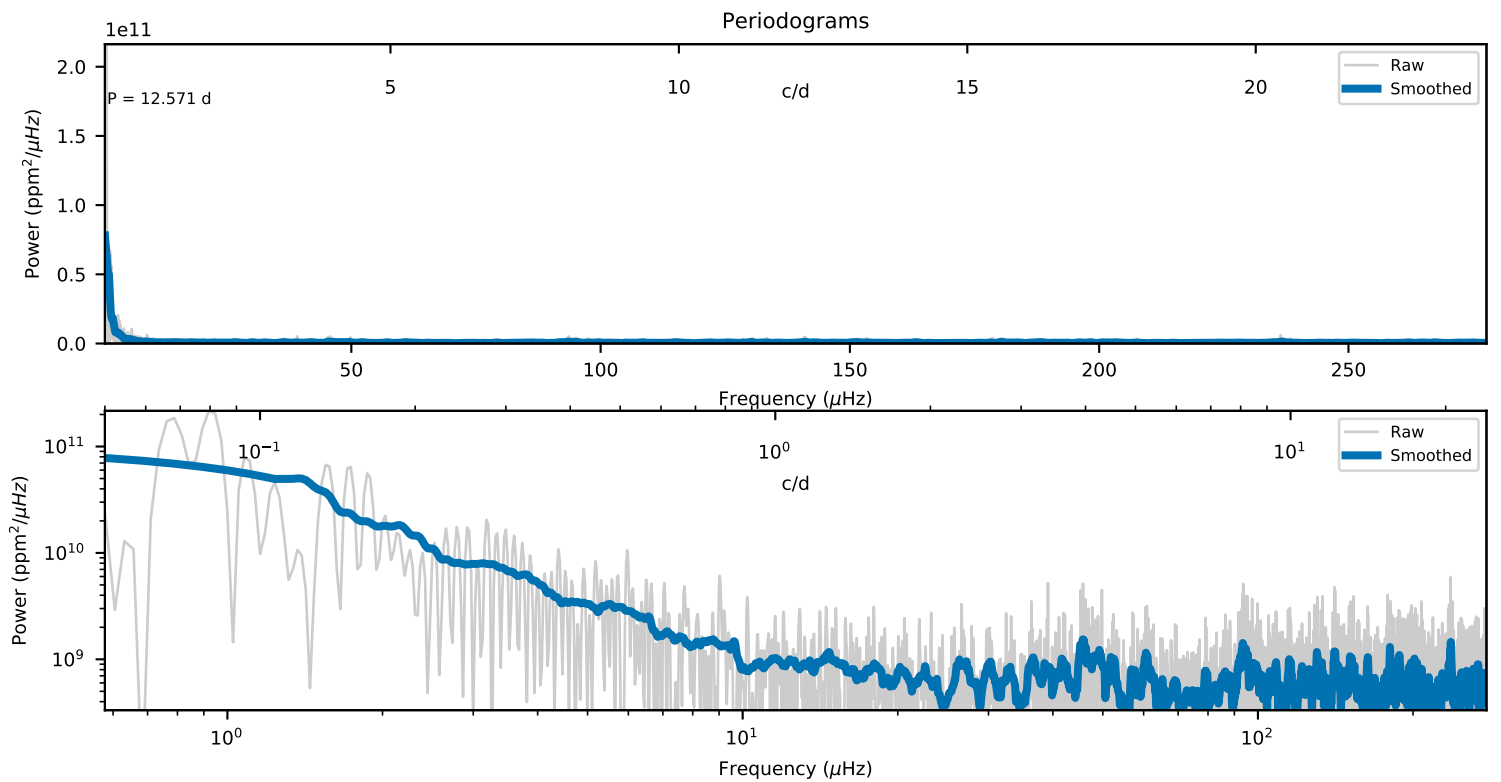 Periodograms
1e11
5 10 15 20
c/d
P = 12.571 d
Raw
Smoothed
2.0
1.5
1.0
0.5
0.0
Power (ppm²/μHz)
50 100 150 200 250
Frequency (μHz)
10⁻¹ 10⁰ 10¹
c/d
Raw
Smoothed
10¹¹
10¹⁰
10⁹
Power (ppm²/μHz)
10⁰ 10¹ 10²
Frequency (μHz)